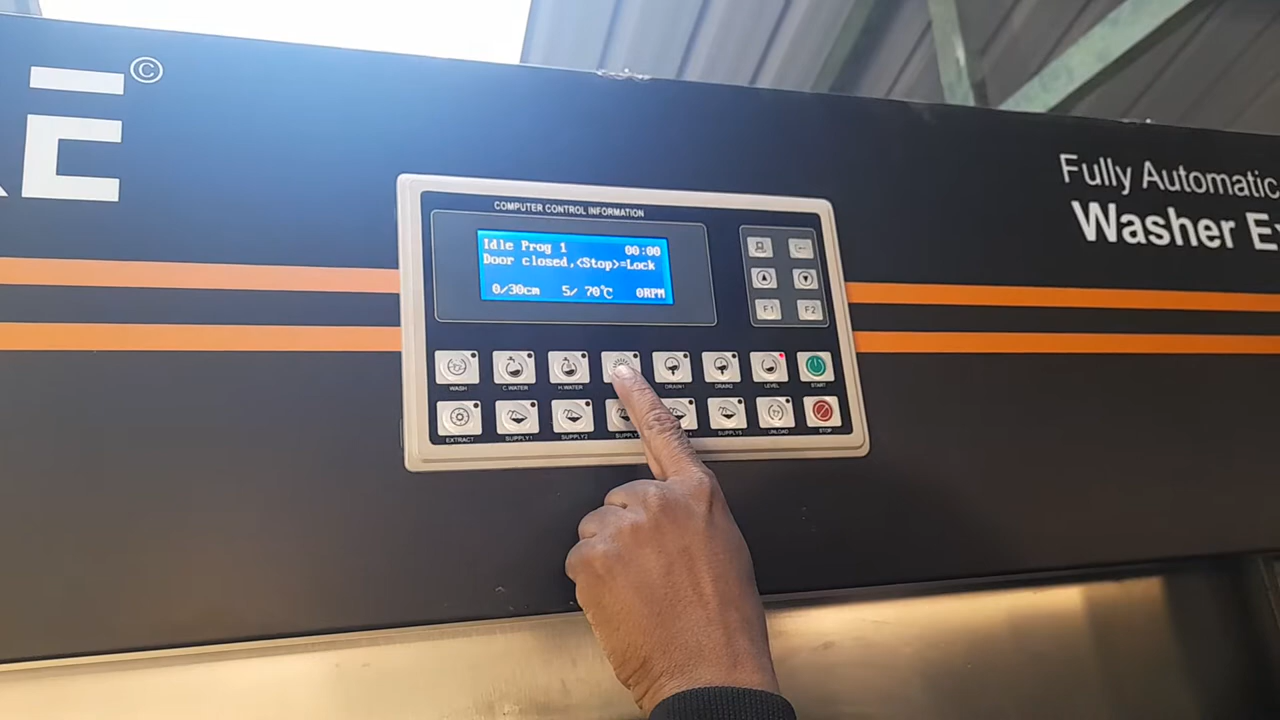 E©
Fully Automatic
Washer Ex
COMPUTER CONTROL INFORMATION
Idle Prog 1 00:00
Door closed,<Stop>=Lock
0/30cm 5/ 70℃ 0RPM
F1 F2
WASH C.WATER H.WATER DRAIN1 DRAIN2 LEVEL START
EXTRACT SUPPLY1 SUPPLY2 SUPPLY3 SUPPLY5 UNLOAD STOP